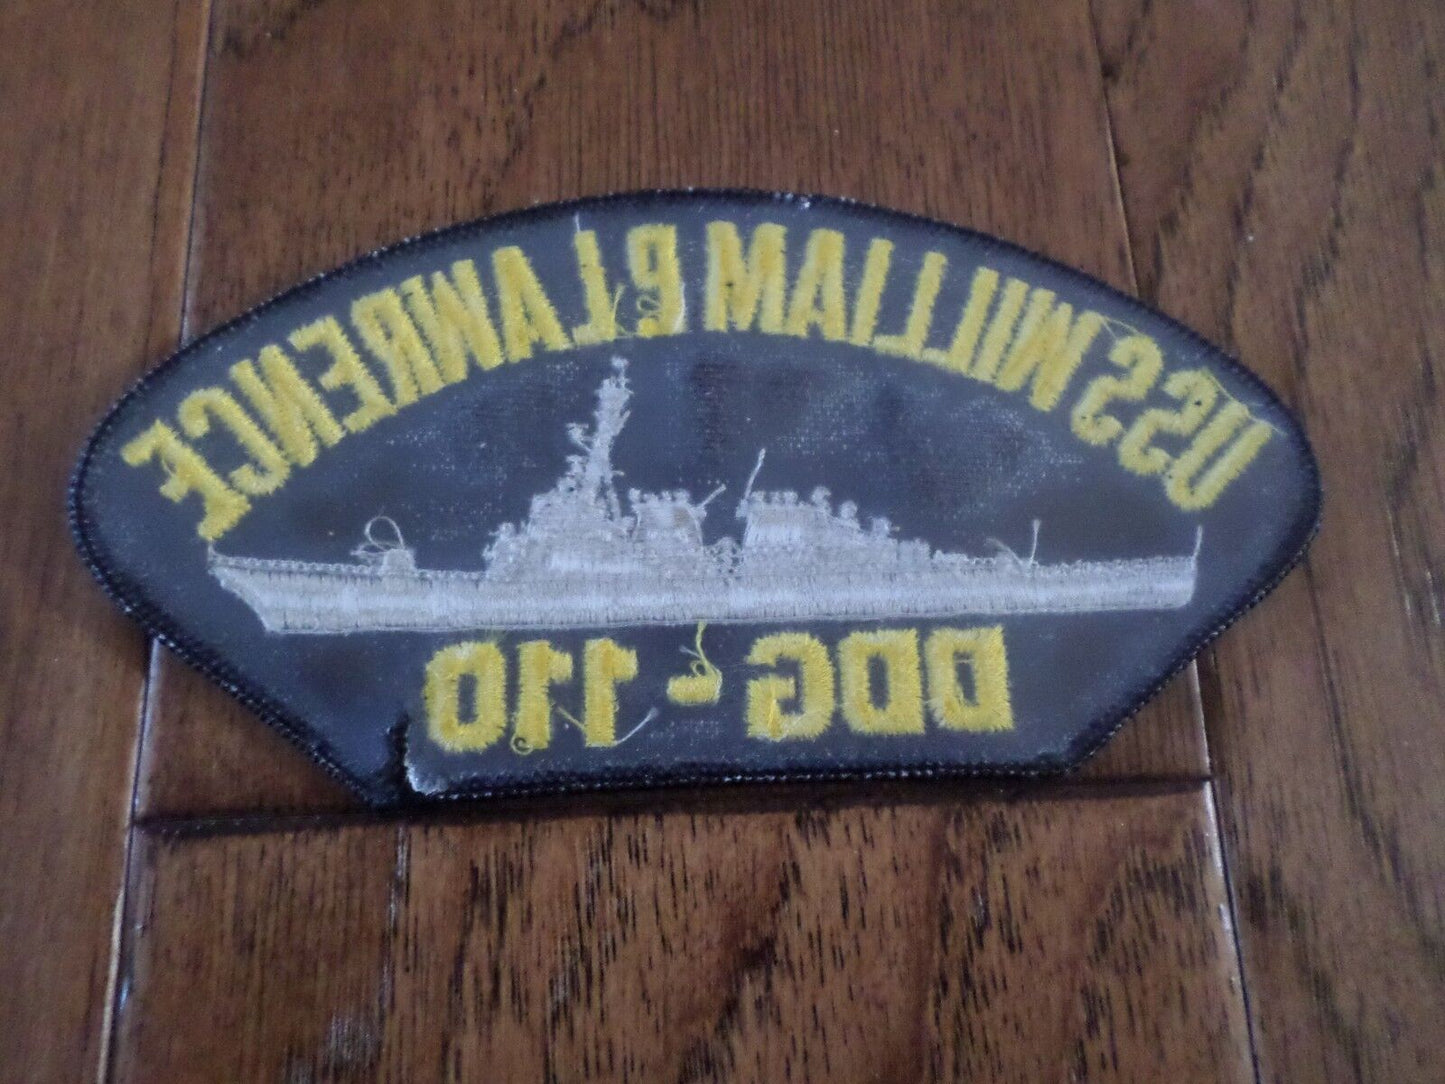 USS WILLIAM P. LAWRENCE
DDG - 110